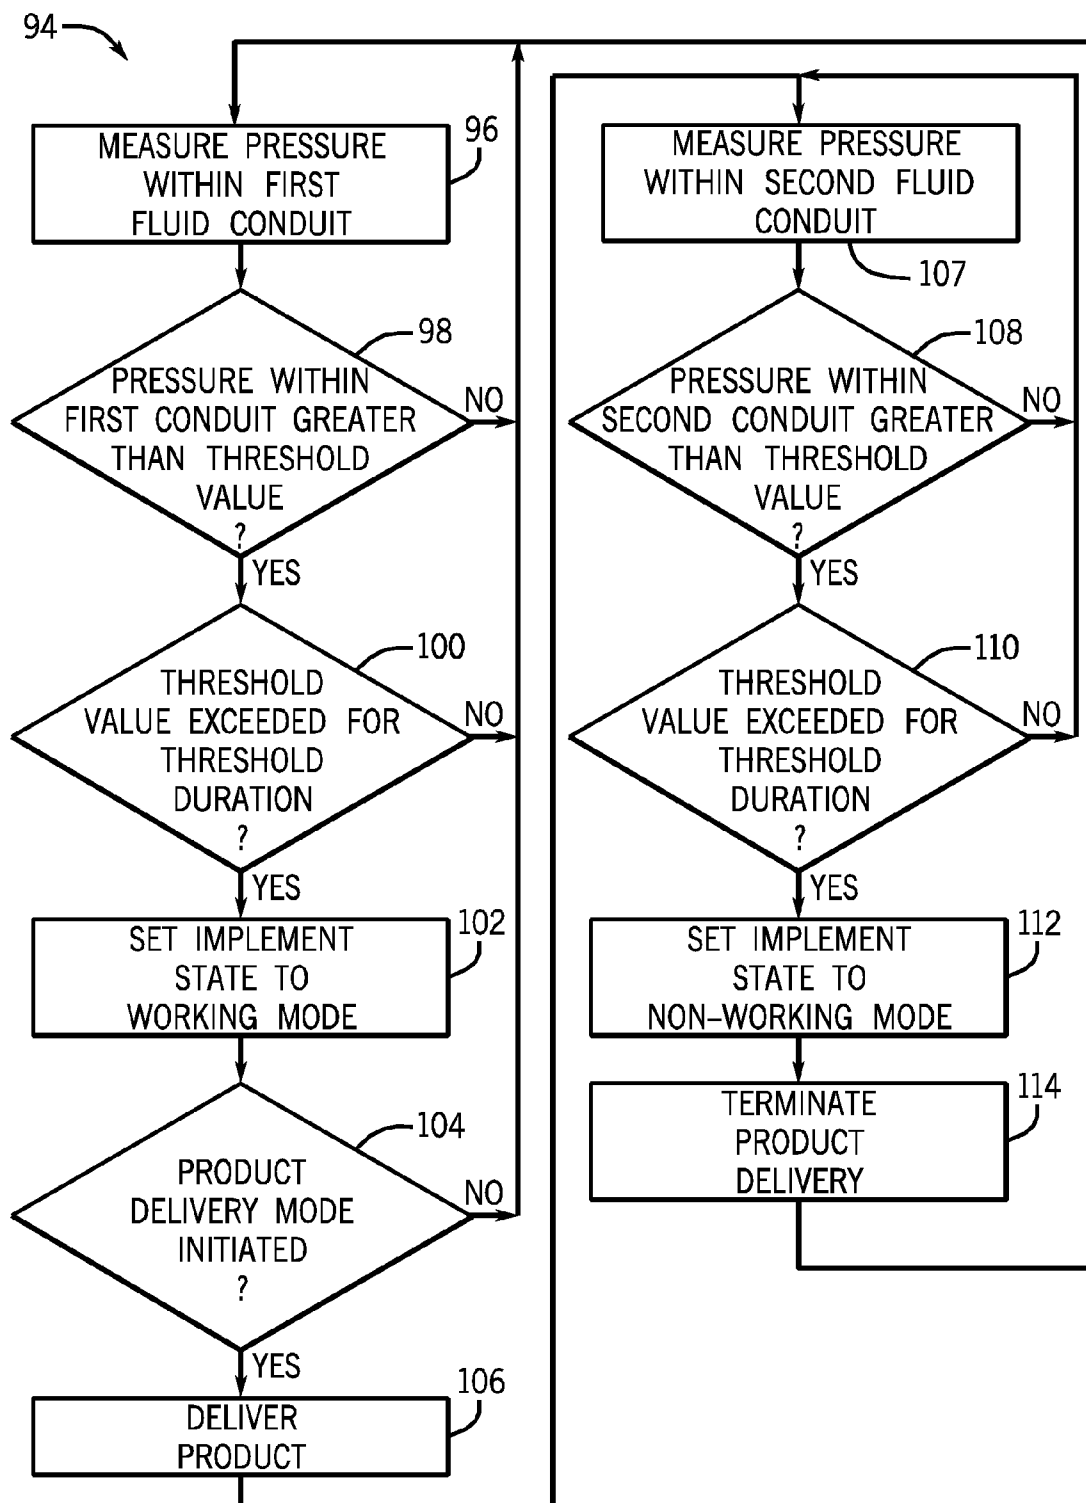 94
MEASURE PRESSURE
WITHIN FIRST
FLUID CONDUIT
96
PRESSURE WITHIN
FIRST CONDUIT GREATER
THAN THRESHOLD
VALUE
?
98
NO
YES
THRESHOLD
VALUE EXCEEDED FOR
THRESHOLD
DURATION
?
100
NO
YES
SET IMPLEMENT
STATE TO
WORKING MODE
102
PRODUCT
DELIVERY MODE
INITIATED
?
104
NO
YES
DELIVER
PRODUCT
106
MEASURE PRESSURE
WITHIN SECOND FLUID
CONDUIT
107
PRESSURE WITHIN
SECOND CONDUIT GREATER
THAN THRESHOLD
VALUE
?
108
NO
YES
THRESHOLD
VALUE EXCEEDED FOR
THRESHOLD
DURATION
?
110
NO
YES
SET IMPLEMENT
STATE TO
NON-WORKING MODE
112
TERMINATE
PRODUCT
DELIVERY
114